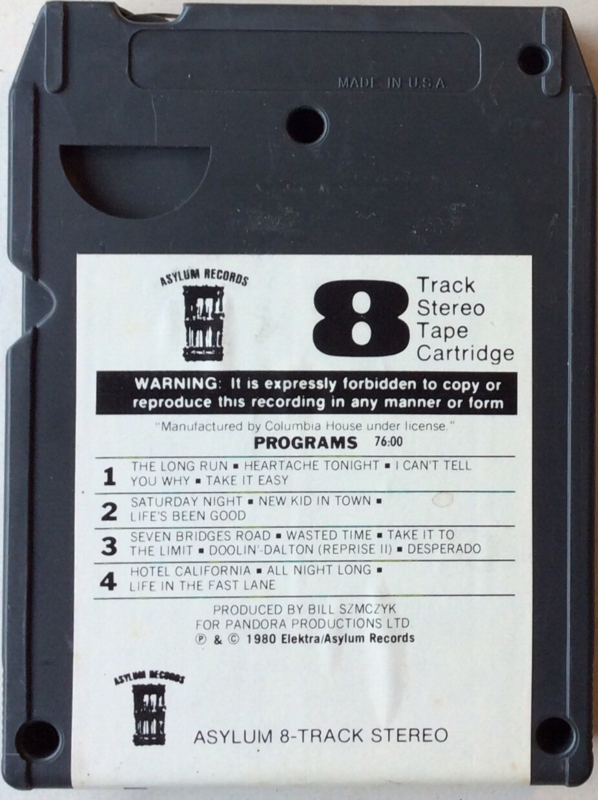 MADE IN U.S.A
ASYLUM RECORDS
8 Track
Stereo
Tape
Cartridge
WARNING: It is expressly forbidden to copy or
reproduce this recording in any manner or form
"Manufactured by Columbia House under license."
PROGRAMS 76:00
1 THE LONG RUN ▪ HEARTACHE TONIGHT ▪ I CAN'T TELL
YOU WHY ▪ TAKE IT EASY
2 SATURDAY NIGHT ▪ NEW KID IN TOWN ▪
LIFE'S BEEN GOOD
3 SEVEN BRIDGES ROAD ▪ WASTED TIME ▪ TAKE IT TO
THE LIMIT ▪ DOOLIN'-DALTON (REPRISE II) ▪ DESPERADO
4 HOTEL CALIFORNIA ▪ ALL NIGHT LONG ▪
LIFE IN THE FAST LANE
PRODUCED BY BILL SZMCZYK
FOR PANDORA PRODUCTIONS LTD
℗ & © 1980 Elektra/Asylum Records
ASYLUM RECORDS
ASYLUM 8-TRACK STEREO